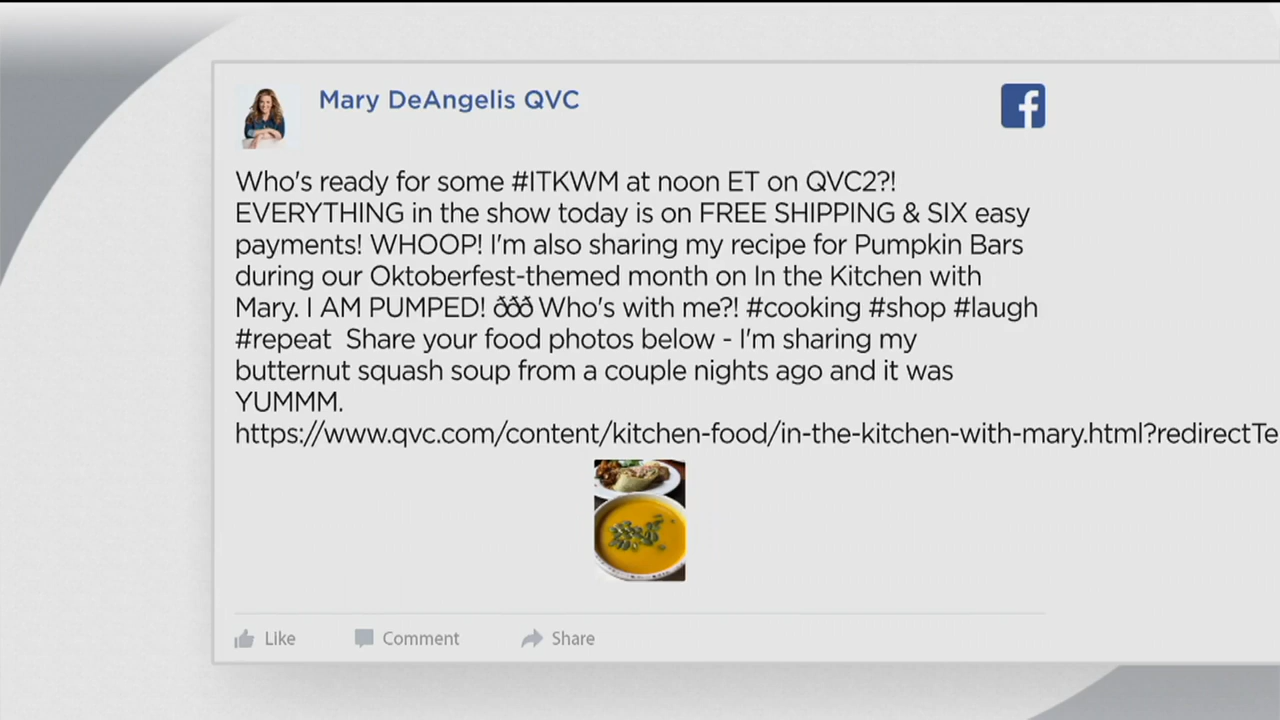 Mary DeAngelis QVC
Who's ready for some #ITKWM at noon ET on QVC2?!
EVERYTHING in the show today is on FREE SHIPPING & SIX easy
payments! WHOOP! I'm also sharing my recipe for Pumpkin Bars
during our Oktoberfest-themed month on In the Kitchen with
Mary. I AM PUMPED! ððð Who's with me?! #cooking #shop #laugh
#repeat  Share your food photos below - I'm sharing my
butternut squash soup from a couple nights ago and it was
YUMMM.
https://www.qvc.com/content/kitchen-food/in-the-kitchen-with-mary.html?redirectTe
Like Comment Share